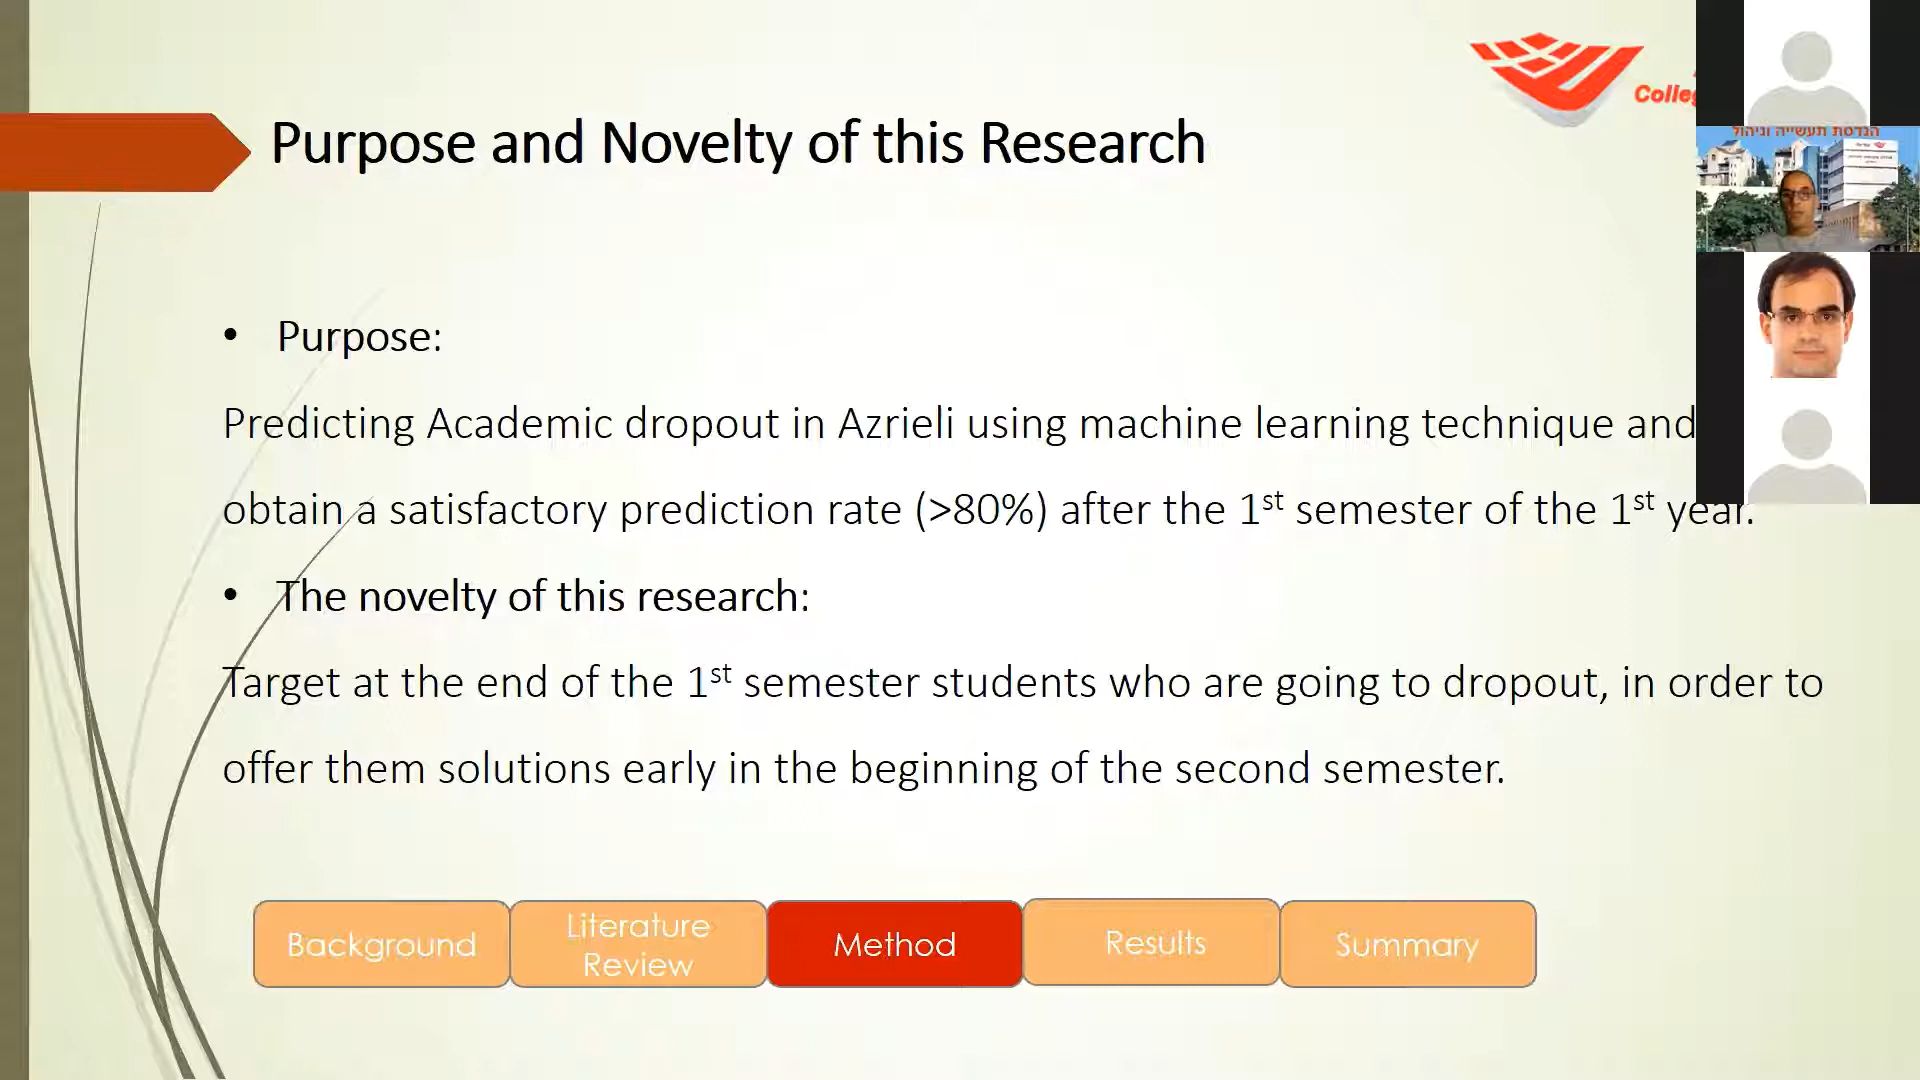 Purpose and Novelty of this Research
הנדסת תעשייה וניהול
• Purpose:
Predicting Academic dropout in Azrieli using machine learning technique and
obtain a satisfactory prediction rate (>80%) after the 1st semester of the 1st year.
• The novelty of this research:
Target at the end of the 1st semester students who are going to dropout, in order to
offer them solutions early in the beginning of the second semester.
Background
Literature
Review
Method
Results
Summary